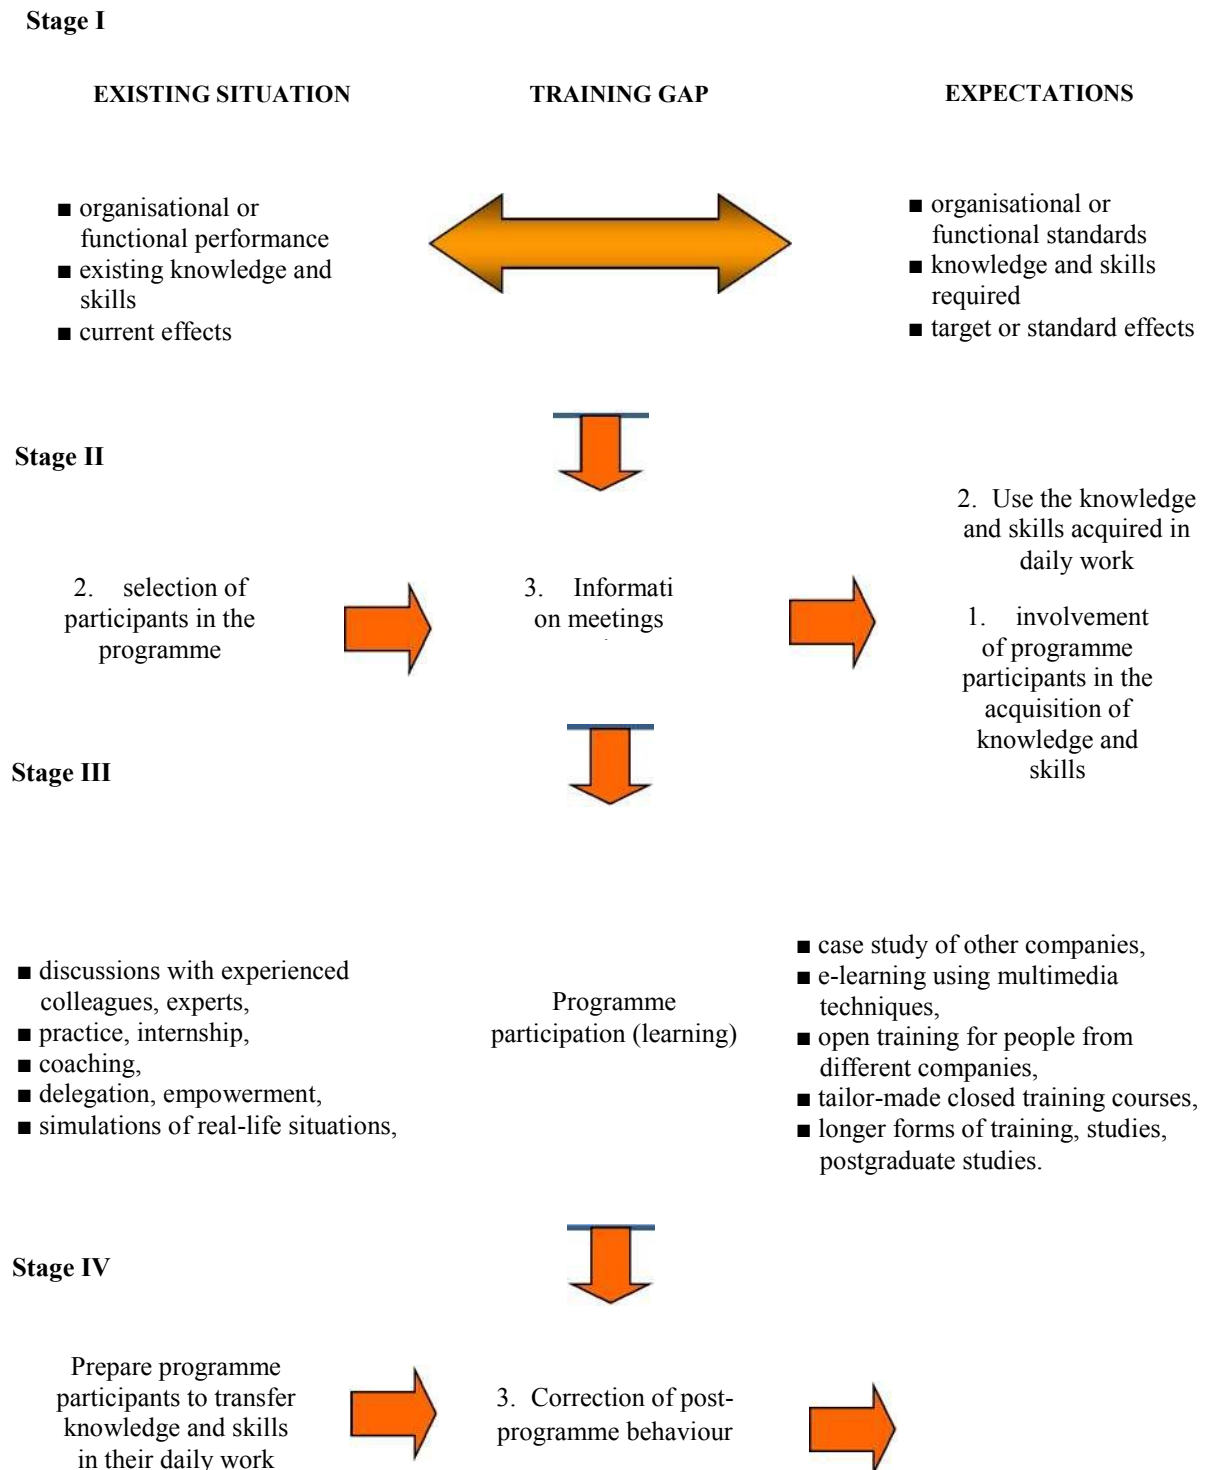 Stage I
EXISTING SITUATION
TRAINING GAP
EXPECTATIONS
■ organisational or
functional performance
■ existing knowledge and
skills
■ current effects
■ organisational or
functional standards
■ knowledge and skills
required
■ target or standard effects
Stage II
2. selection of
participants in the
programme
3. Informati
on meetings
2. Use the knowledge
and skills acquired in
daily work
1. involvement
of programme
participants in the
acquisition of
knowledge and
skills
Stage III
■ discussions with experienced
colleagues, experts,
■ practice, internship,
■ coaching,
■ delegation, empowerment,
■ simulations of real-life situations,
Programme
participation (learning)
■ case study of other companies,
■ e-learning using multimedia
techniques,
■ open training for people from
different companies,
■ tailor-made closed training courses,
■ longer forms of training, studies,
postgraduate studies.
Stage IV
Prepare programme
participants to transfer
knowledge and skills
in their daily work
3. Correction of post-
programme behaviour